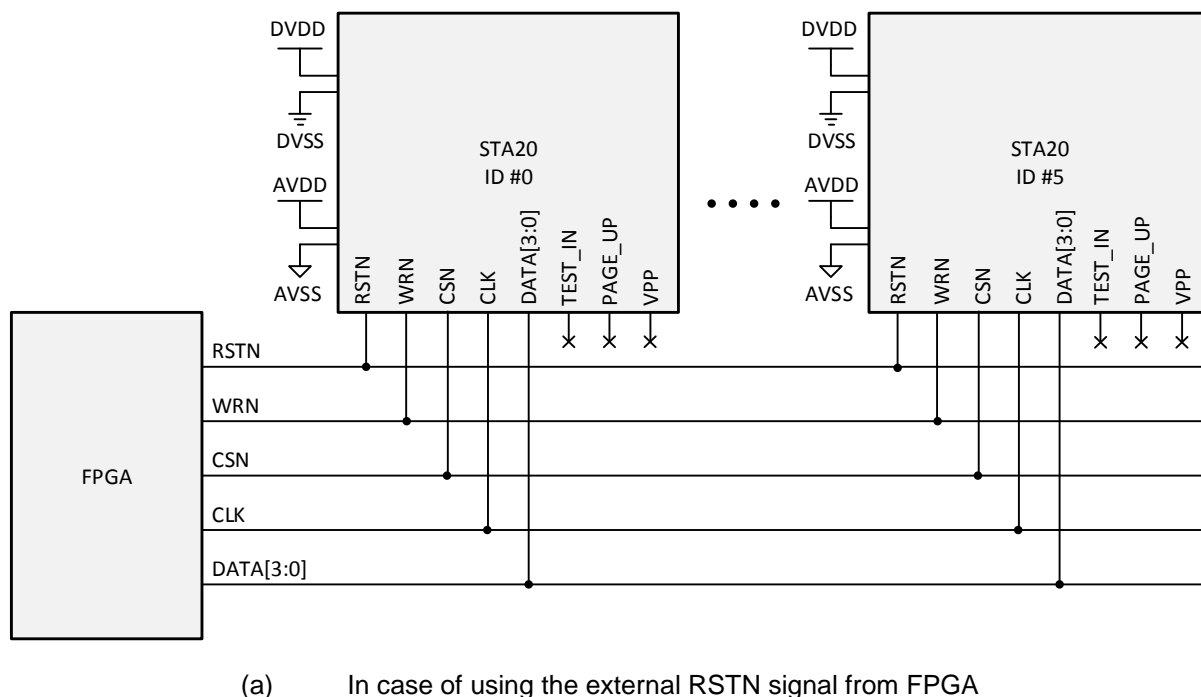 DVDD
DVSS
AVDD
AVSS
STA20
ID #0
RSTN
WRN
CSN
CLK
DATA[3:0]
TEST_IN
PAGE_UP
VPP
DVDD
DVSS
AVDD
AVSS
STA20
ID #5
RSTN
WRN
CSN
CLK
DATA[3:0]
TEST_IN
PAGE_UP
VPP
FPGA
RSTN
WRN
CSN
CLK
DATA[3:0]
(a) In case of using the external RSTN signal from FPGA